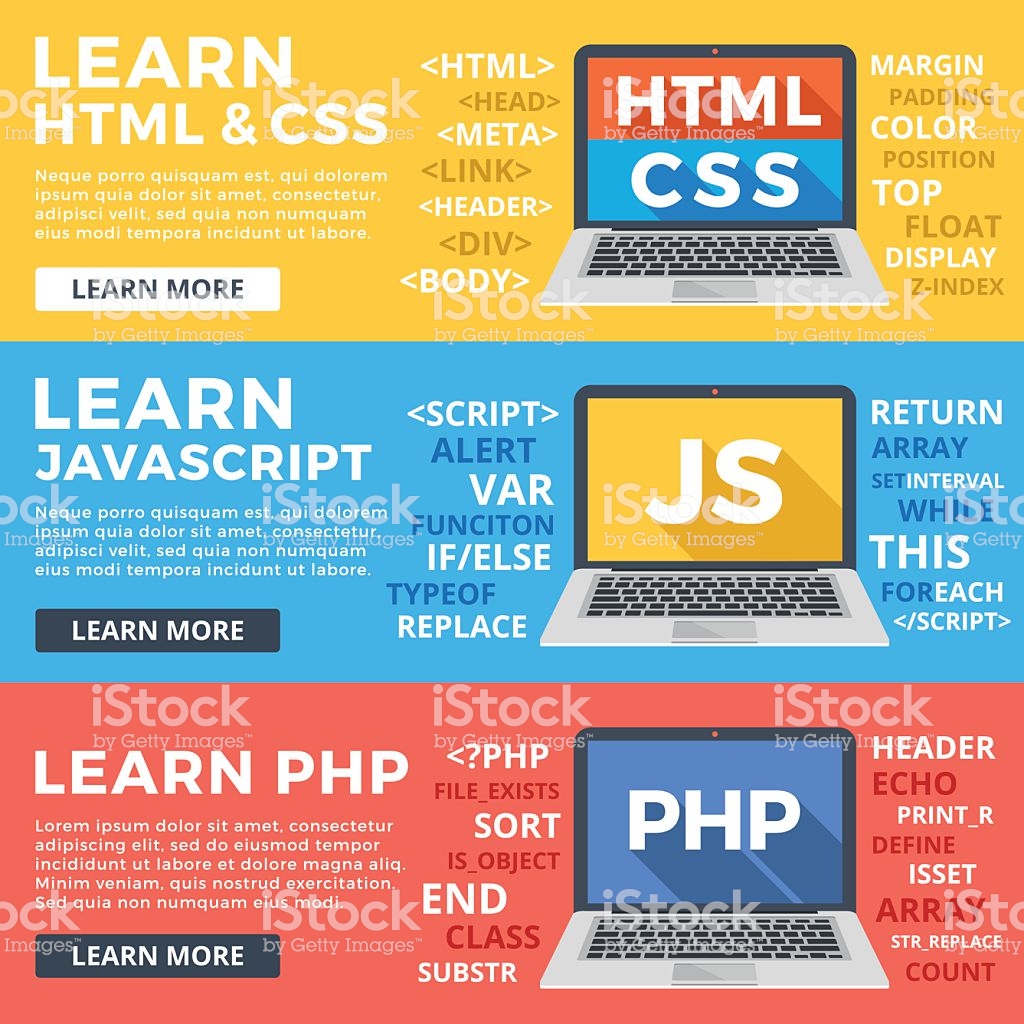 LEARN
HTML & CSS
Neque porro quisquam est, qui dolorem
ipsum quia dolor sit amet, consectetur,
adipisci velit, sed quia non numquam
eius modi tempora incidunt ut labore.
LEARN MORE
<HTML>
<HEAD>
<META>
<LINK>
<HEADER>
<DIV>
<BODY>
HTML
CSS
MARGIN
PADDING
COLOR
POSITION
TOP
FLOAT
DISPLAY
Z-INDEX
LEARN
JAVASCRIPT
Neque porro quisquam est, qui dolorem
ipsum quia dolor sit amet, consectetur,
adipisci velit, sed quia non numquam
eius modi tempora incidunt ut labore.
LEARN MORE
<SCRIPT>
ALERT
VAR
FUNCITON
IF/ELSE
TYPEOF
REPLACE
JS
RETURN
ARRAY
SETINTERVAL
WHILE
THIS
FOREACH
</SCRIPT>
LEARN PHP
Lorem ipsum dolor sit amet, consectetur
adipiscing elit, sed do eiusmod tempor
incididunt ut labore et dolore magna aliq.
Minim veniam, quis nostrud exercitation.
Sed quia non numquam eius modi.
LEARN MORE
<?PHP
FILE_EXISTS
SORT
IS_OBJECT
END
CLASS
SUBSTR
PHP
HEADER
ECHO
PRINT_R
DEFINE
ISSET
ARRAY
STR_REPLACE
COUNT
iStock
by Getty Images™